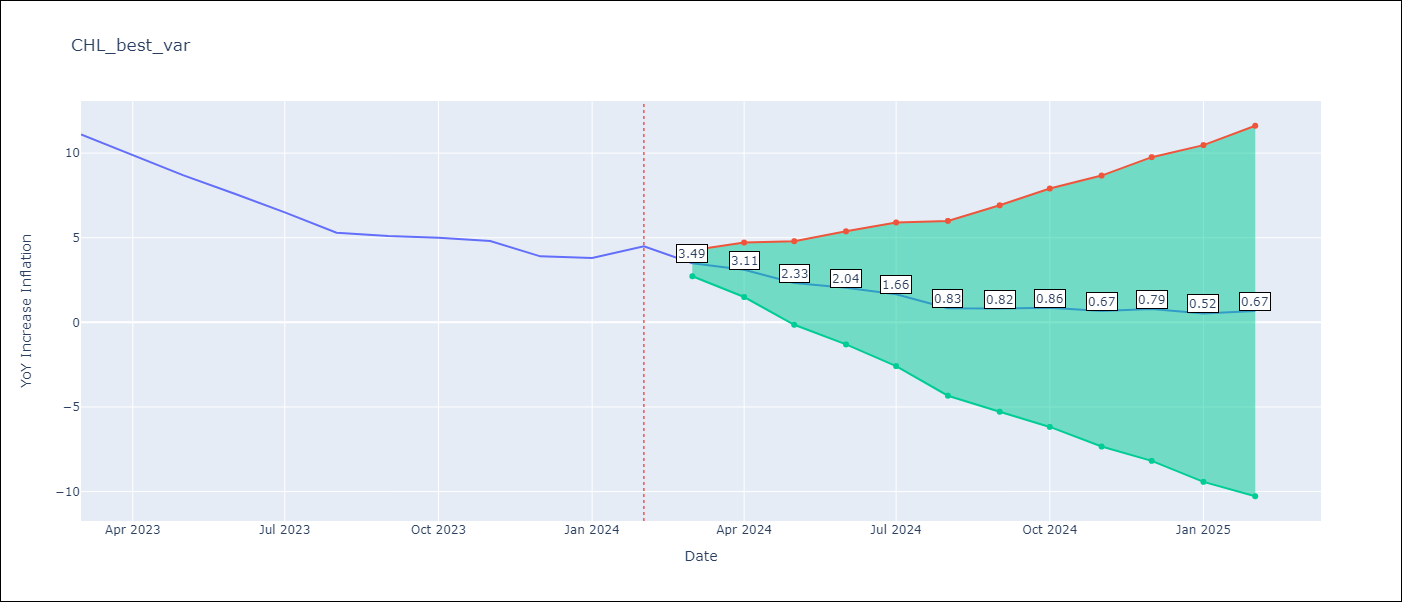 CHL_best_var
YoY Increase Inflation
10
5
0
−5
−10
3.49
3.11
2.33
2.04
1.66
0.83
0.82
0.86
0.67
0.79
0.52
0.67
Apr 2023
Jul 2023
Oct 2023
Jan 2024
Apr 2024
Jul 2024
Oct 2024
Jan 2025
Date